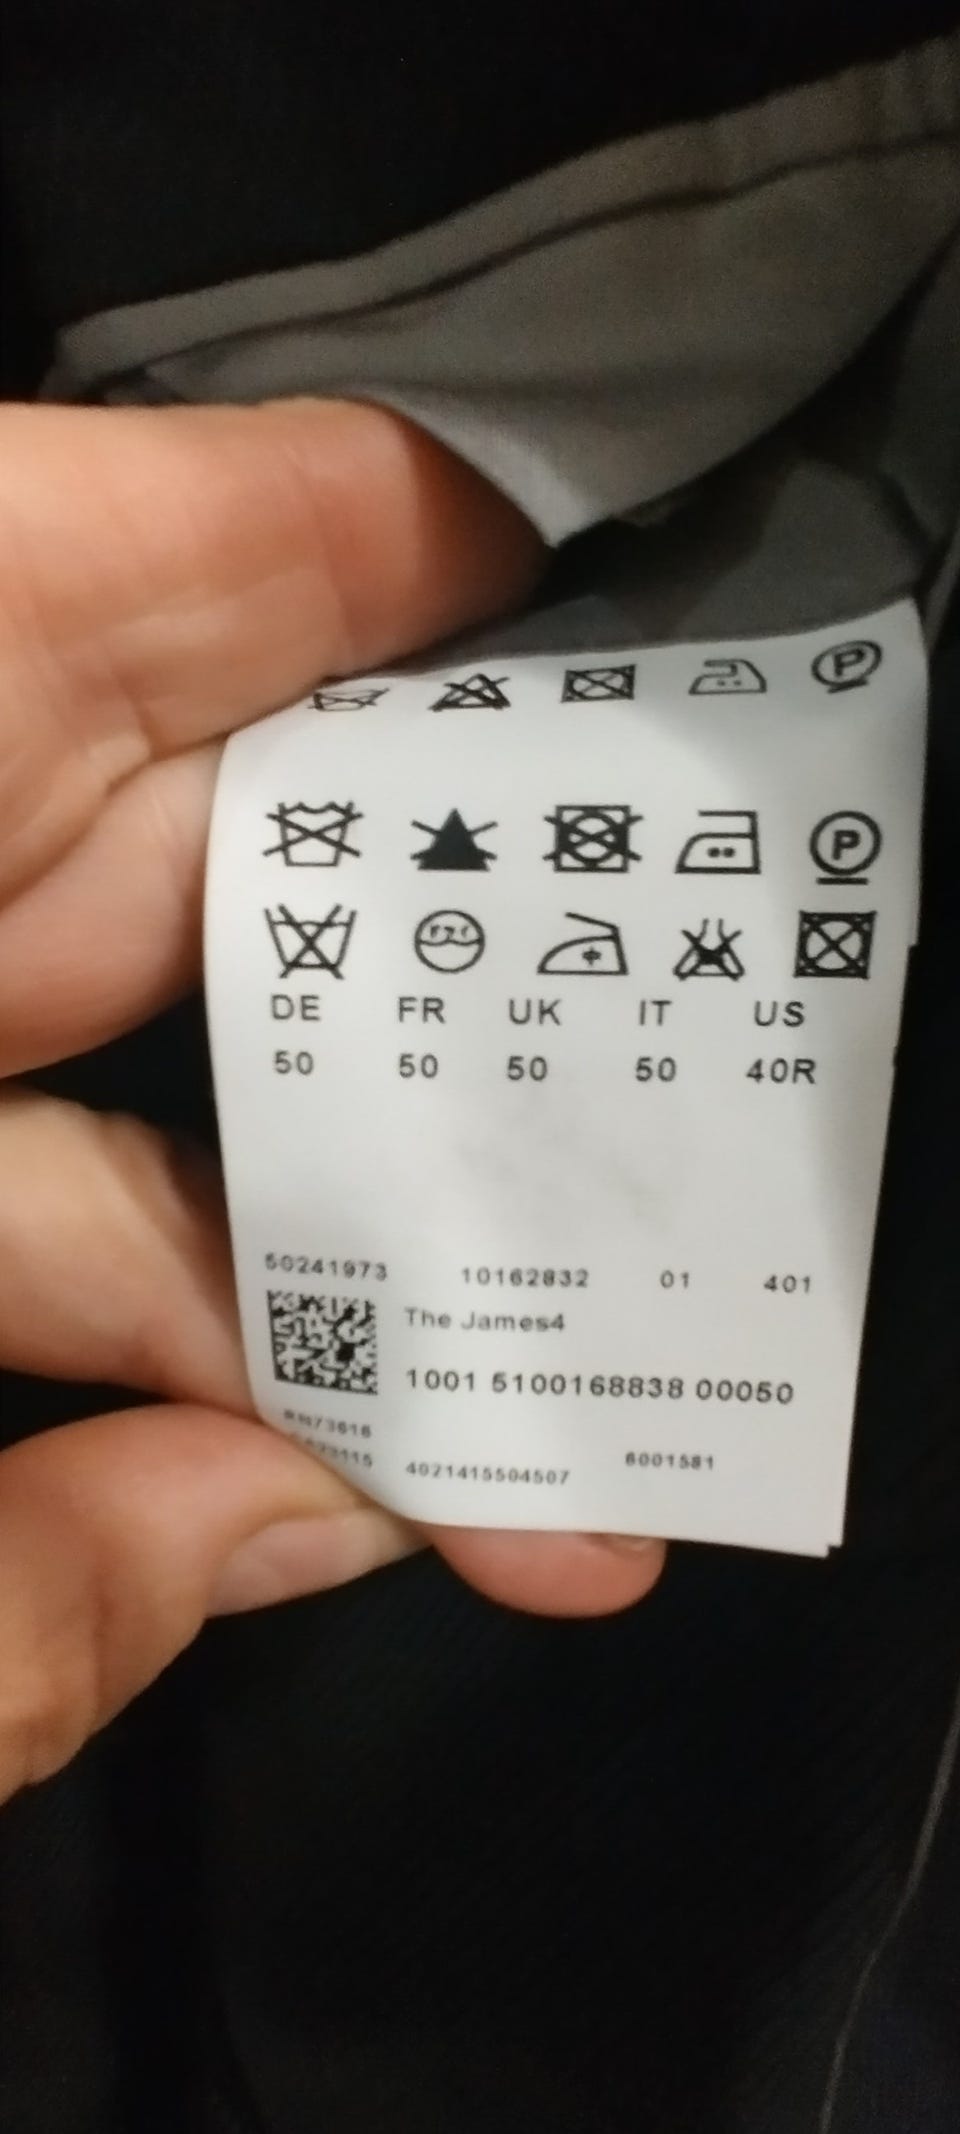 P
P
DE FR UK IT US
50 50 50 50 40R
50241973 10162832 01 401
The James4
1001 5100168838 00050
RN73616
4021415504507 6001581